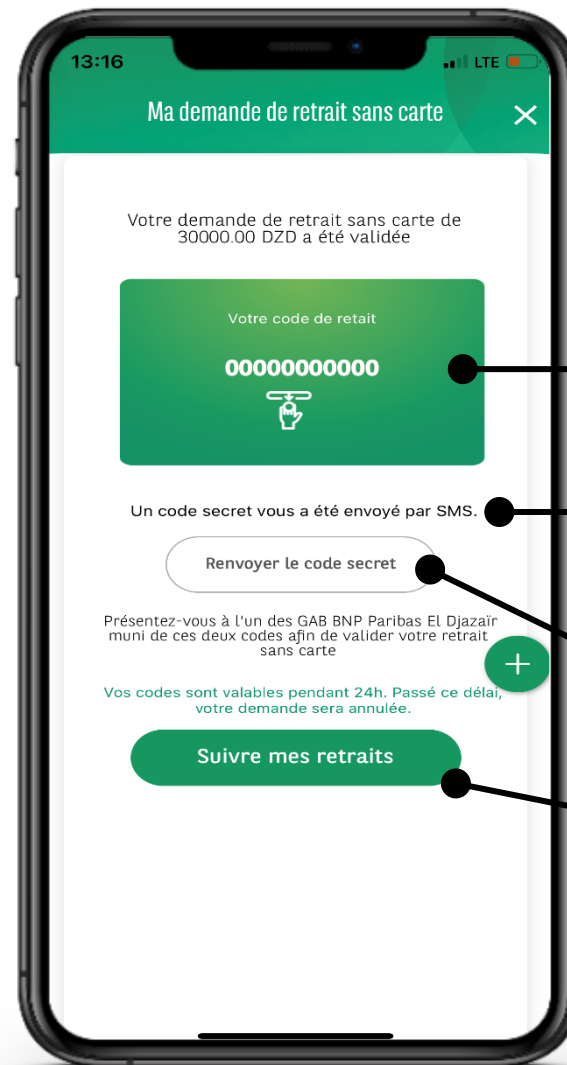 13:16 LTE
Ma demande de retrait sans carte
Votre demande de retrait sans carte de
30000.00 DZD a été validée
Votre code de retait
00000000000
Un code secret vous a été envoyé par SMS.
Renvoyer le code secret
Présentez-vous à l'un des GAB BNP Paribas El Djazaïr
muni de ces deux codes afin de valider votre retrait
sans carte
Vos codes sont valables pendant 24h. Passé ce délai,
votre demande sera annulée.
Suivre mes retraits